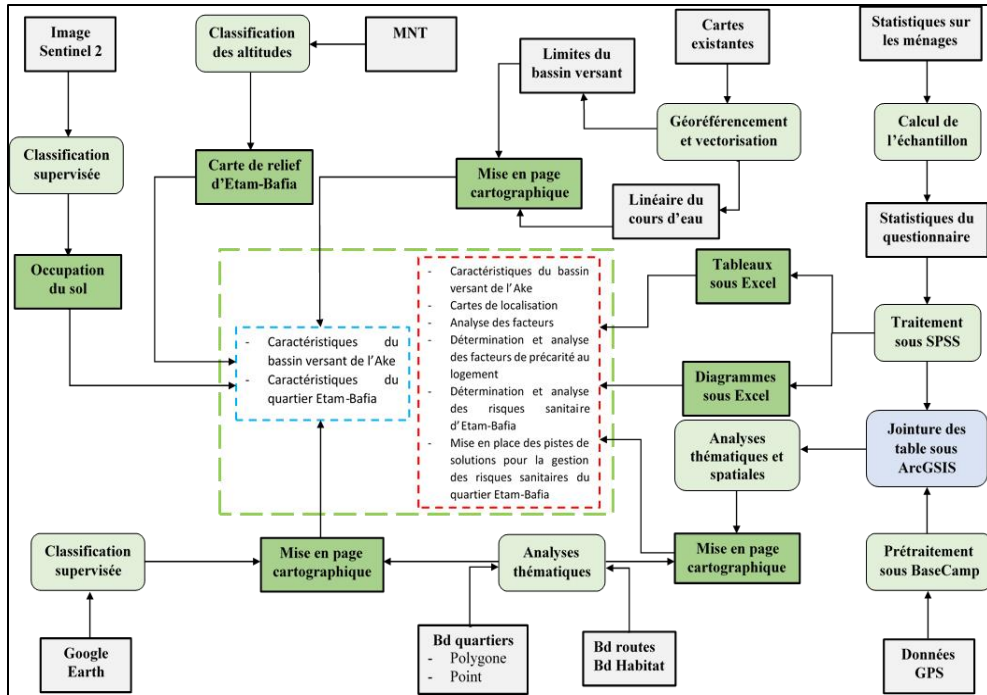 Image
Sentinel 2
Classification
des altitudes
MNT
Limites du
bassin versant
Cartes
existantes
Statistiques sur
les ménages
Classification
supervisée
Carte de relief
d'Etam-Bafia
Mise en page
cartographique
Géoréférencement
et vectorisation
Calcul de
l'échantillon
Linéaire du
cours d'eau
Statistiques du
questionnaire
Occupation
du sol
- Caractéristiques du
bassin versant de l'Ake
- Caractéristiques du
quartier Etam-Bafia
- Caractéristiques du bassin
versant de l'Ake
- Cartes de localisation
- Analyse des facteurs
- Détermination et analyse
des facteurs de précarité au
logement
- Détermination et analyse
des risques sanitaire
d'Etam-Bafia
- Mise en place des pistes de
solutions pour la gestion
des risques sanitaires du
quartier Etam-Bafia
Tableaux
sous Excel
Traitement
sous SPSS
Diagrammes
sous Excel
Analyses
thématiques et
spatiales
Jointure des
table sous
ArcGSIS
Classification
supervisée
Mise en page
cartographique
Analyses
thématiques
Mise en page
cartographique
Prétraitement
sous BaseCamp
Google
Earth
Bd quartiers
- Polygone
- Point
Bd routes
Bd Habitat
Données
GPS